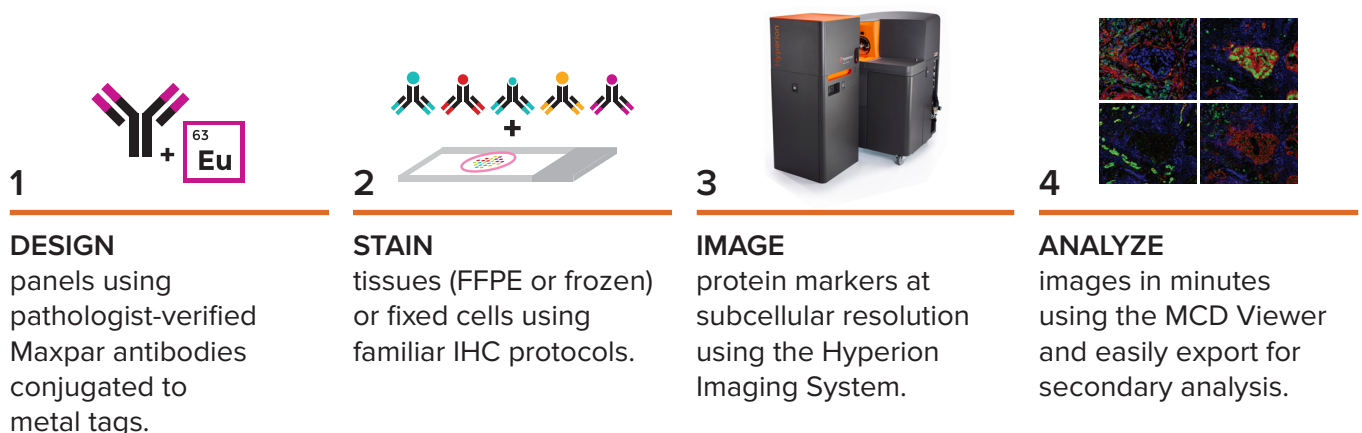 63
Eu
+
1
DESIGN
panels using
pathologist-verified
Maxpar antibodies
conjugated to
metal tags.
+
2
STAIN
tissues (FFPE or frozen)
or fixed cells using
familiar IHC protocols.
hyperion
3
IMAGE
protein markers at
subcellular resolution
using the Hyperion
Imaging System.
4
ANALYZE
images in minutes
using the MCD Viewer
and easily export for
secondary analysis.